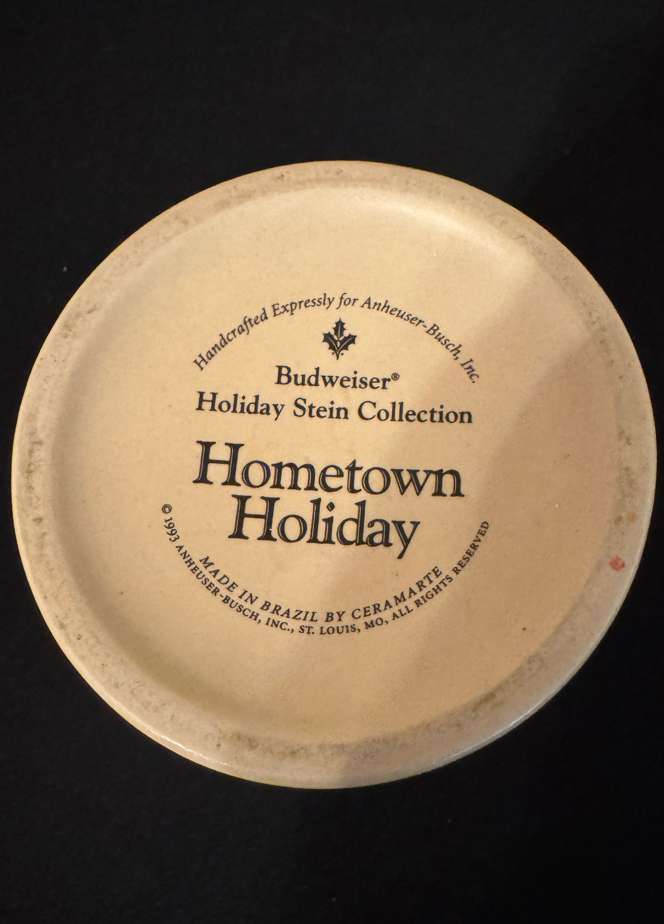 Handcrafted Expressly for Anheuser-Busch, Inc.
Budweiser®
Holiday Stein Collection
Hometown
Holiday
MADE IN BRAZIL BY CERAMARTE
© 1993 ANHEUSER-BUSCH, INC., ST. LOUIS, MO, ALL RIGHTS RESERVED